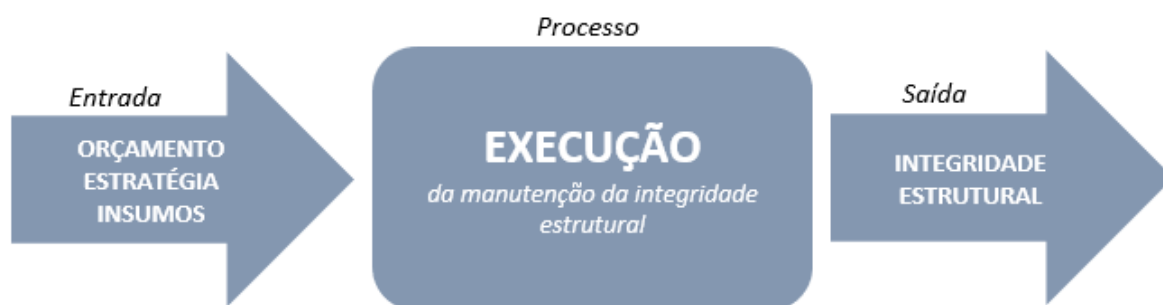 Entrada
ORÇAMENTO
ESTRATÉGIA
INSUMOS
Processo
EXECUÇÃO
da manutenção da integridade
estrutural
Saída
INTEGRIDADE
ESTRUTURAL